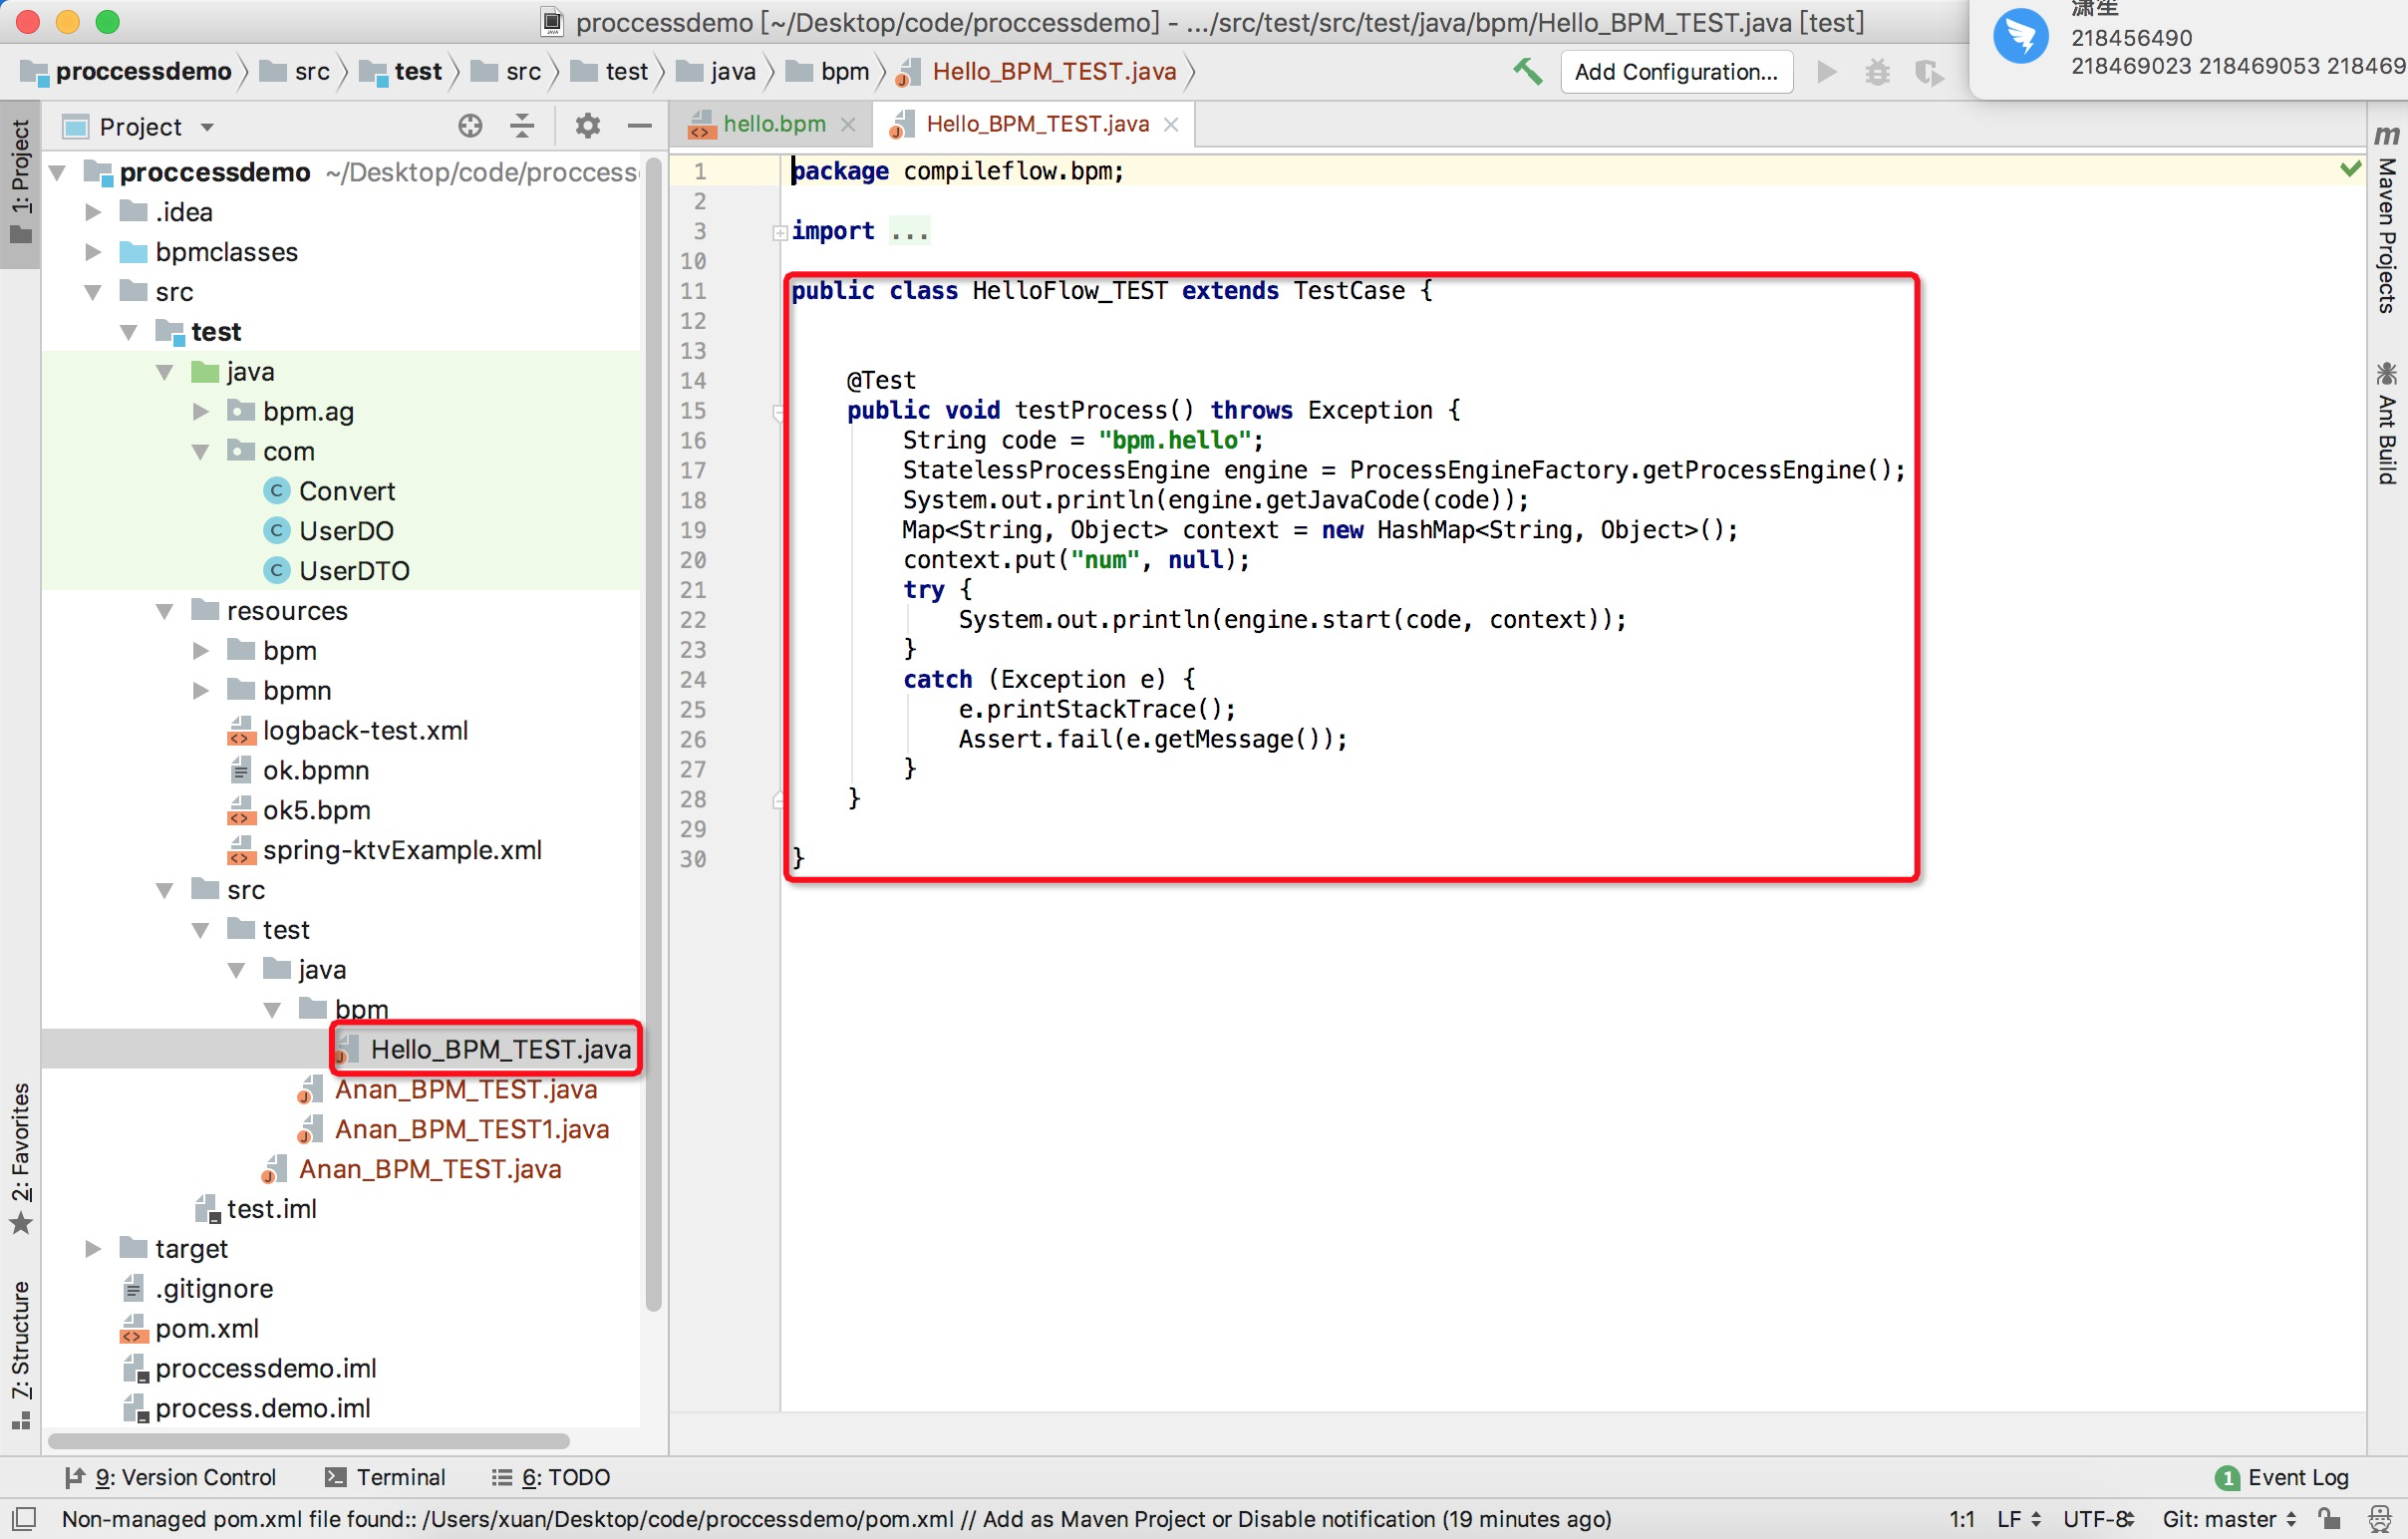 proccessdemo [~/Desktop/code/proccessdemo] - .../src/test/src/test/java/bpm/Hello_BPM_TEST.java [test]
218456490
218469023 218469053 218469
proccessdemo src test src test java bpm Hello_BPM_TEST.java
Add Configuration...
Project
hello.bpm
Hello_BPM_TEST.java
1: Project
2: Favorites
7: Structure
proccessdemo ~/Desktop/code/proccess
.idea
bpmclasses
src
test
java
bpm.ag
com
C Convert
C UserDO
C UserDTO
resources
bpm
bpmn
logback-test.xml
ok.bpmn
ok5.bpm
spring-ktvExample.xml
src
test
java
bpm
Hello_BPM_TEST.java
Anan_BPM_TEST.java
Anan_BPM_TEST1.java
Anan_BPM_TEST.java
test.iml
target
.gitignore
pom.xml
proccessdemo.iml
process.demo.iml
1 package compileflow.bpm;
2
3 import ...
10
11 public class HelloFlow_TEST extends TestCase {
12
13
14 @Test
15 public void testProcess() throws Exception {
16 String code = "bpm.hello";
17 StatelessProcessEngine engine = ProcessEngineFactory.getProcessEngine();
18 System.out.println(engine.getJavaCode(code));
19 Map<String, Object> context = new HashMap<String, Object>();
20 context.put("num", null);
21 try {
22 System.out.println(engine.start(code, context));
23 }
24 catch (Exception e) {
25 e.printStackTrace();
26 Assert.fail(e.getMessage());
27 }
28 }
29
30 }
m Maven Projects
Ant Build
9: Version Control
Terminal
6: TODO
1 Event Log
Non-managed pom.xml file found:: /Users/xuan/Desktop/code/proccessdemo/pom.xml // Add as Maven Project or Disable notification (19 minutes ago)
1:1 LF UTF-8 Git: master